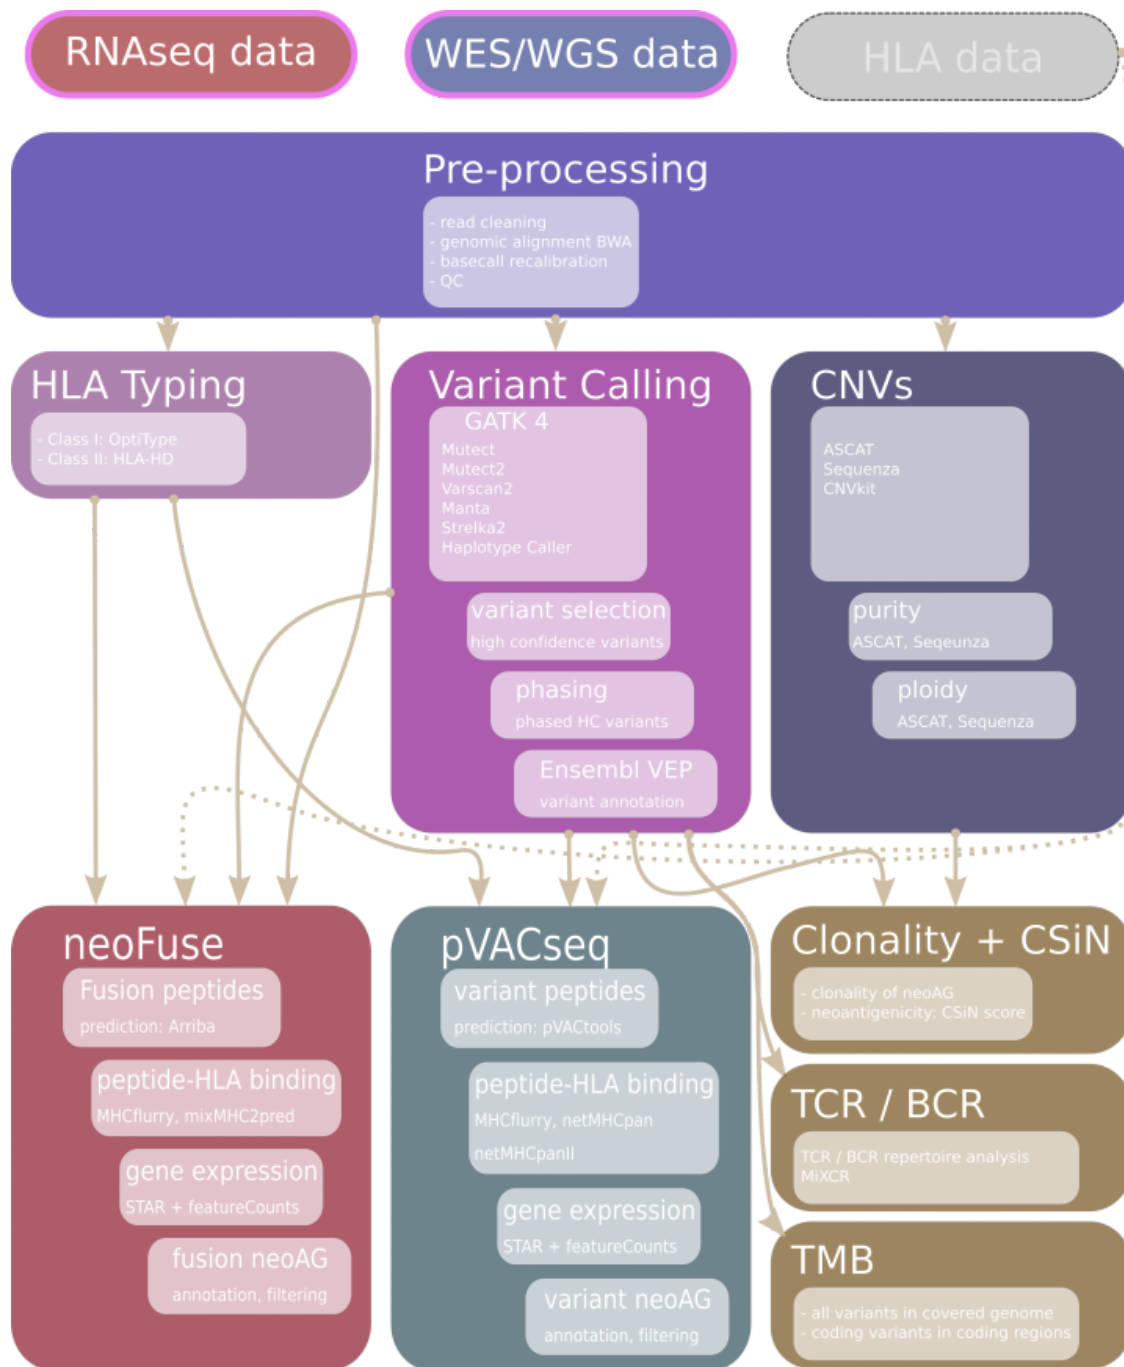 RNAseq data
WES/WGS data
HLA data
Pre-processing
- read cleaning
- genomic alignment BWA
- basecall recalibration
- QC
HLA Typing
- Class I: OptiType
- Class II: HLA-HD
Variant Calling
GATK 4
Mutect
Mutect2
Varscan2
Manta
Strelka2
Haplotype Caller
variant selection
high confidence variants
phasing
phased HC variants
Ensembl VEP
variant annotation
CNVs
ASCAT
Sequenza
CNVkit
purity
ASCAT, Seqeunza
ploidy
ASCAT, Sequenza
neoFuse
Fusion peptides
prediction: Arriba
peptide-HLA binding
MHCflurry, mixMHC2pred
gene expression
STAR + featureCounts
fusion neoAG
annotation, filtering
pVACseq
variant peptides
prediction: pVACtools
peptide-HLA binding
MHCflurry, netMHCpan
netMHCpanII
gene expression
STAR + featureCounts
variant neoAG
annotation, filtering
Clonality + CSiN
- clonality of neoAG
- neoantigenicity: CSiN score
TCR / BCR
TCR / BCR repertoire analysis
MiXCR
TMB
- all variants in covered genome
- coding variants in coding regions